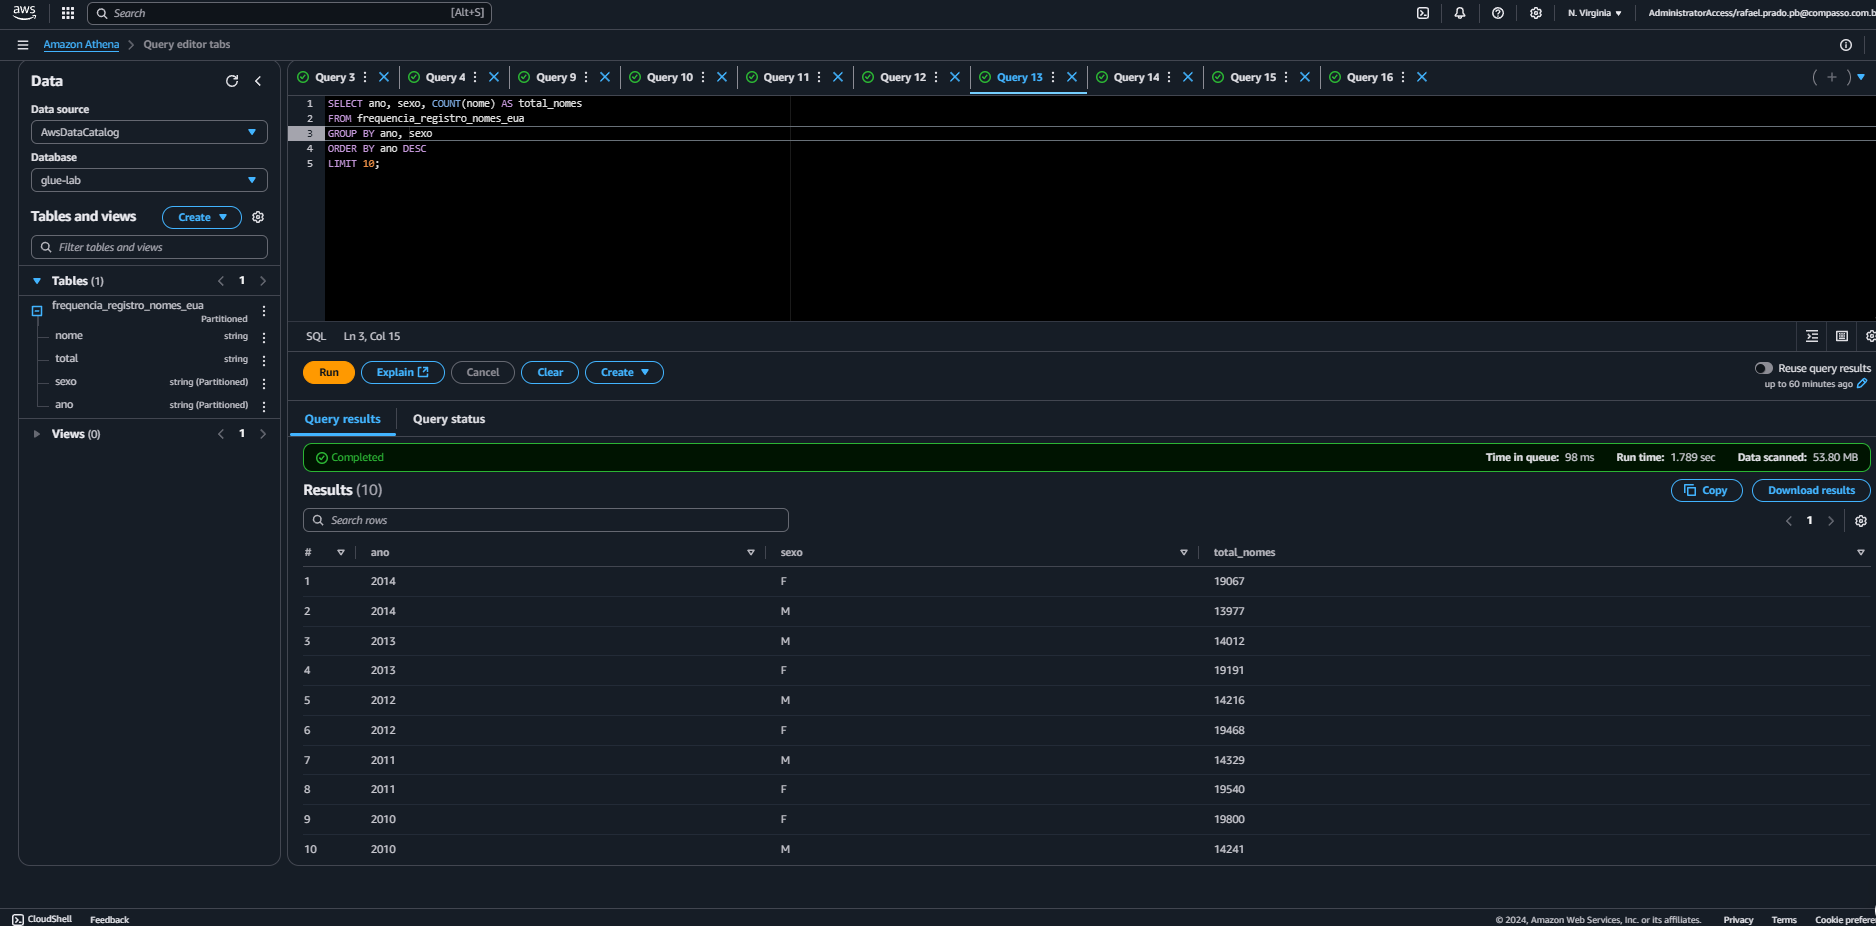 aws Search [Alt+S] N. Virginia AdministratorAccess/rafael.prado.pb@compasso.com.b
Amazon Athena > Query editor tabs
Data
Data source
AwsDataCatalog
Database
glue-lab
Tables and views Create
Filter tables and views
Tables (1) < 1 >
frequencia_registro_nomes_eua
Partitioned
nome string
total string
sexo string (Partitioned)
ano string (Partitioned)
Views (0) < 1 >
Query 3 Query 4 Query 9 Query 10 Query 11 Query 12 Query 13 Query 14 Query 15 Query 16
1 SELECT ano, sexo, COUNT(nome) AS total_nomes
2 FROM frequencia_registro_nomes_eua
3 GROUP BY ano, sexo
4 ORDER BY ano DESC
5 LIMIT 10;
SQL Ln 3, Col 15
Run Explain Cancel Clear Create
Reuse query results
up to 60 minutes ago
Query results Query status
Completed Time in queue: 98 ms Run time: 1.789 sec Data scanned: 53.80 MB
Results (10) Copy Download results
Search rows < 1 >
# ano sexo total_nomes
1 2014 F 19067
2 2014 M 13977
3 2013 M 14012
4 2013 F 19191
5 2012 M 14216
6 2012 F 19468
7 2011 M 14329
8 2011 F 19540
9 2010 F 19800
10 2010 M 14241
CloudShell Feedback © 2024, Amazon Web Services, Inc. or its affiliates. Privacy Terms Cookie prefere